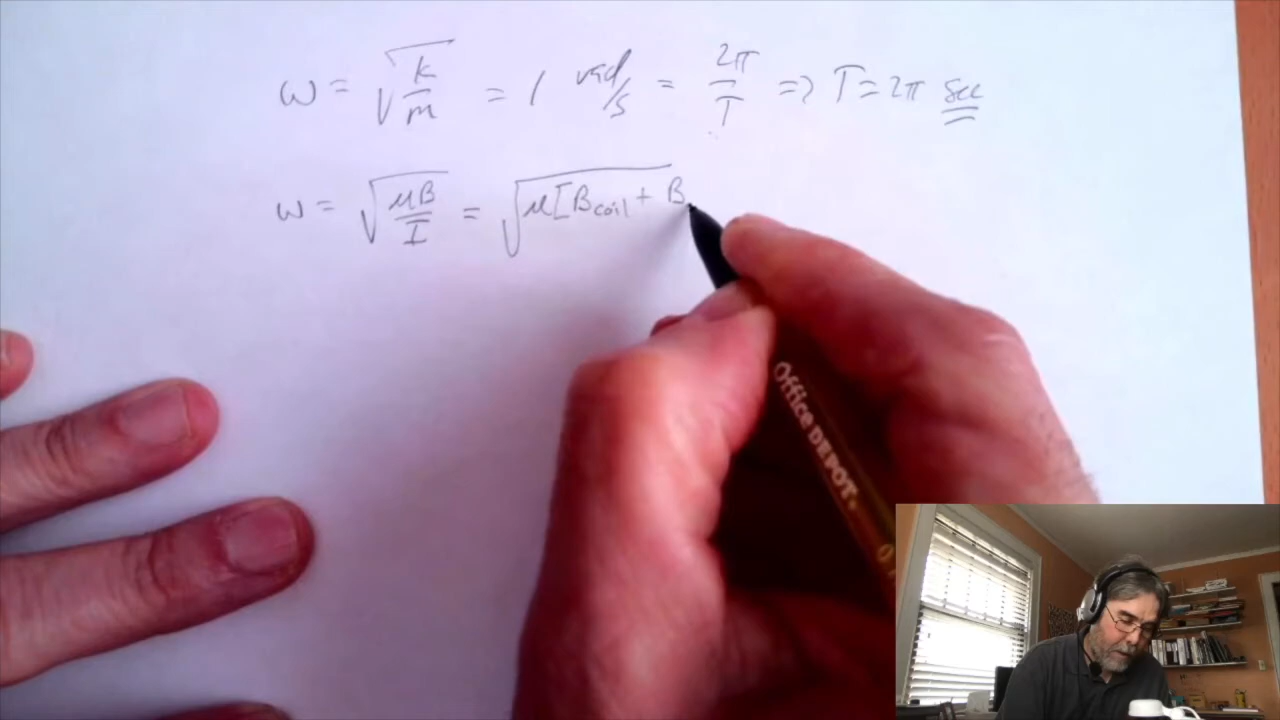 ω = √(k/m) = 1 rad/s = 2π/T => T = 2π sec
ω = √(μB/I) = √(μ[B_coil + B
Office DEPOT